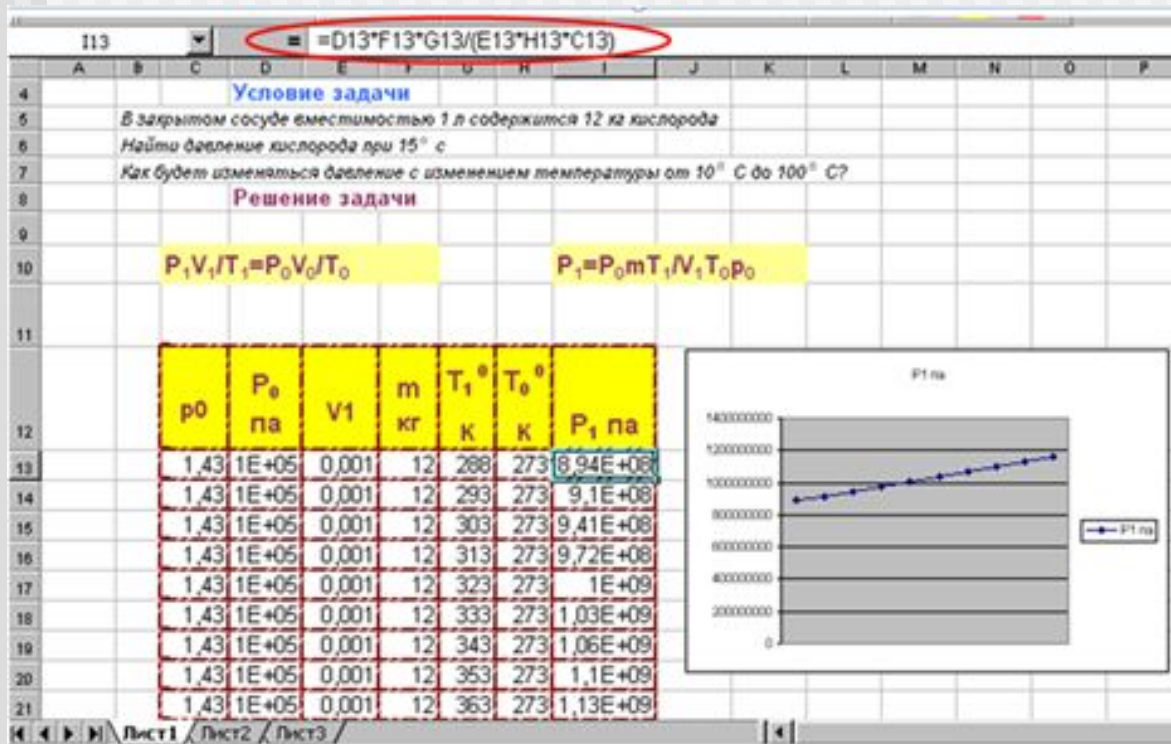 I13 = =D13*F13*G13/(E13*H13*C13)
A B C D E F G H I J K L M N O P
4 Условие задачи
5 В закрытом сосуде вместимостью 1 л содержится 12 кг кислорода
6 Найти давление кислорода при 15° с
7 Как будет изменяться давление с изменением температуры от 10° С до 100° С?
8 Решение задачи
9
10 P₁V₁/T₁=P₀V₀/T₀ P₁=P₀mT₁/V₁T₀p₀
11
12 p0 P₀ па V1 m кг T₁⁰ К T₀⁰ К P₁ па
13 1,43 1E+05 0,001 12 288 273 8,94E+08
14 1,43 1E+05 0,001 12 293 273 9,1E+08
15 1,43 1E+05 0,001 12 303 273 9,41E+08
16 1,43 1E+05 0,001 12 313 273 9,72E+08
17 1,43 1E+05 0,001 12 323 273 1E+09
18 1,43 1E+05 0,001 12 333 273 1,03E+09
19 1,43 1E+05 0,001 12 343 273 1,06E+09
20 1,43 1E+05 0,001 12 353 273 1,1E+09
21 1,43 1E+05 0,001 12 363 273 1,13E+09
P1 па
1400000000
1200000000
1000000000
800000000
600000000
400000000
200000000
0
P1 па
Лист1 Лист2 Лист3